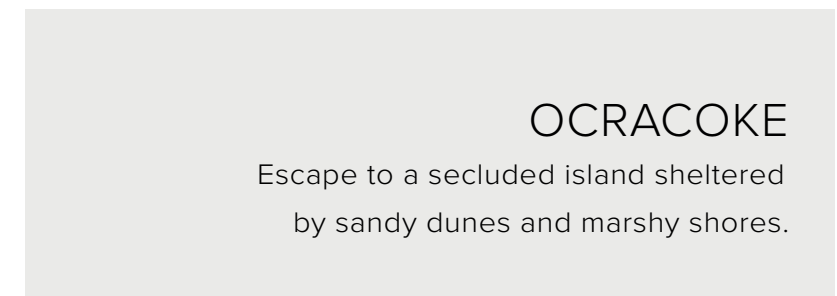 OCRACOKE
Escape to a secluded island sheltered
by sandy dunes and marshy shores.